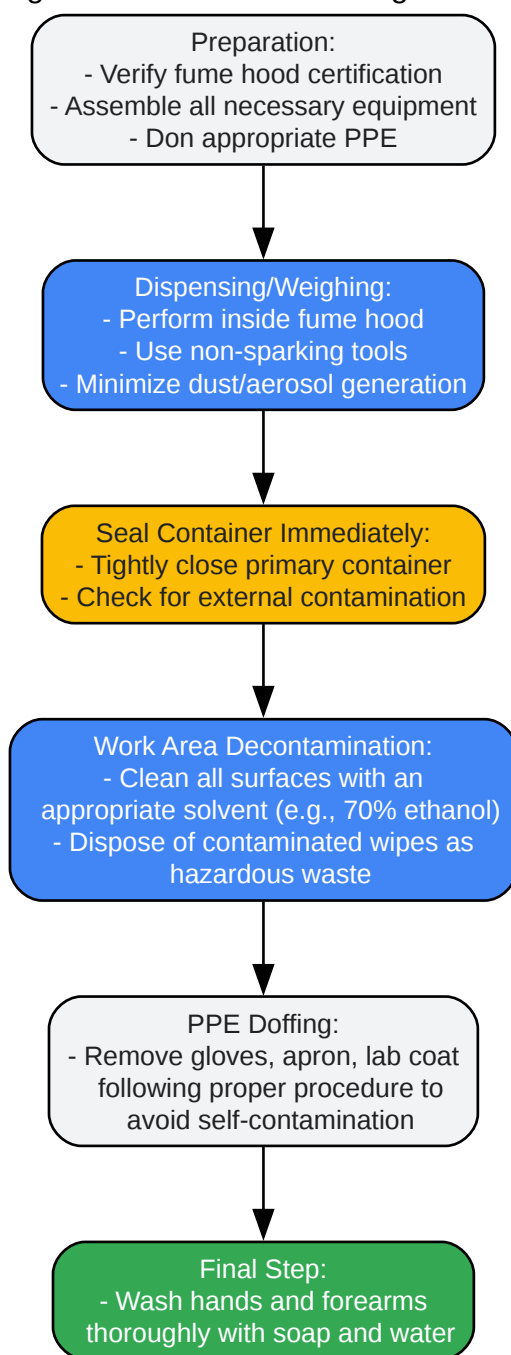 Preparation:
- Verify fume hood certification
- Assemble all necessary equipment
- Don appropriate PPE
Dispensing/Weighing:
- Perform inside fume hood
- Use non-sparking tools
- Minimize dust/aerosol generation
Seal Container Immediately:
- Tightly close primary container
- Check for external contamination
Work Area Decontamination:
- Clean all surfaces with an
appropriate solvent (e.g., 70% ethanol)
- Dispose of contaminated wipes as
hazardous waste
PPE Doffing:
- Remove gloves, apron, lab coat
following proper procedure to
avoid self-contamination
Final Step:
- Wash hands and forearms
thoroughly with soap and water